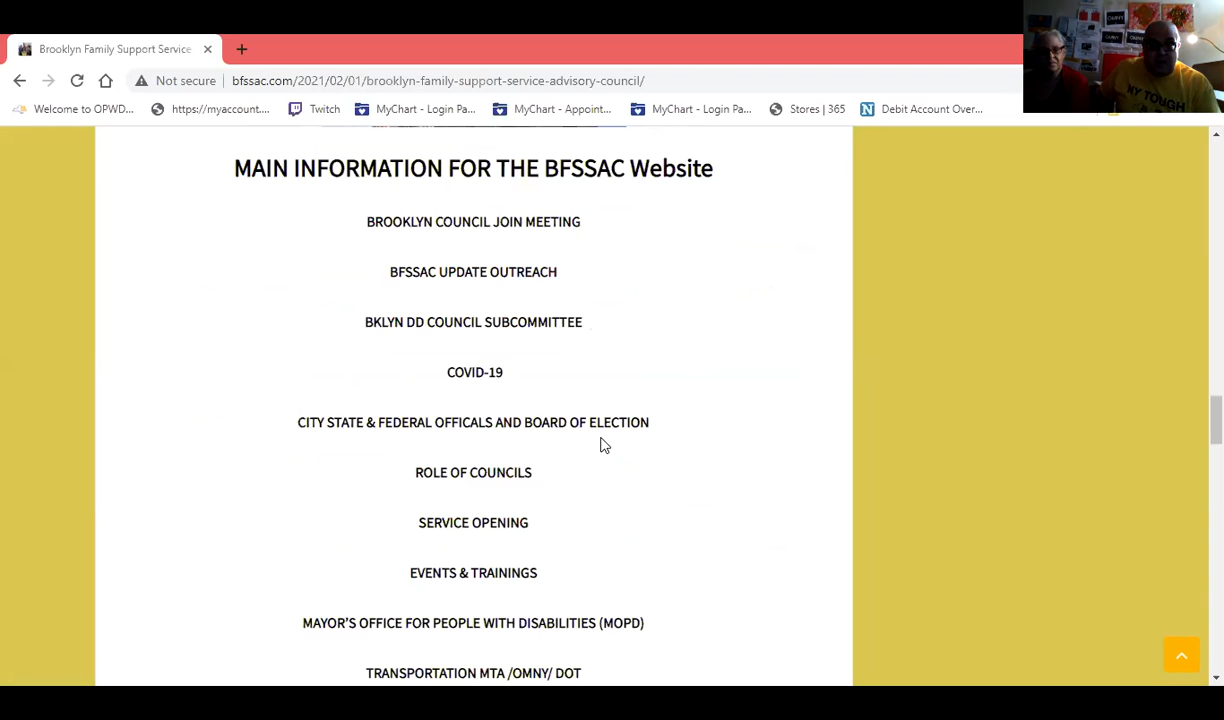 Brooklyn Family Support Service
Not secure
bfssac.com/2021/02/01/brooklyn-family-support-service-advisory-council/
Welcome to OPWD...
https://myaccount....
Twitch
MyChart - Login Pa...
MyChart - Appoint...
MyChart - Login Pa...
Stores | 365
Debit Account Over...
OMNY
NY TOUGH
MAIN INFORMATION FOR THE BFSSAC Website
BROOKLYN COUNCIL JOIN MEETING
BFSSAC UPDATE OUTREACH
BKLYN DD COUNCIL SUBCOMMITTEE
COVID-19
CITY STATE & FEDERAL OFFICALS AND BOARD OF ELECTION
ROLE OF COUNCILS
SERVICE OPENING
EVENTS & TRAININGS
MAYOR'S OFFICE FOR PEOPLE WITH DISABILITIES (MOPD)
TRANSPORTATION MTA /OMNY/ DOT